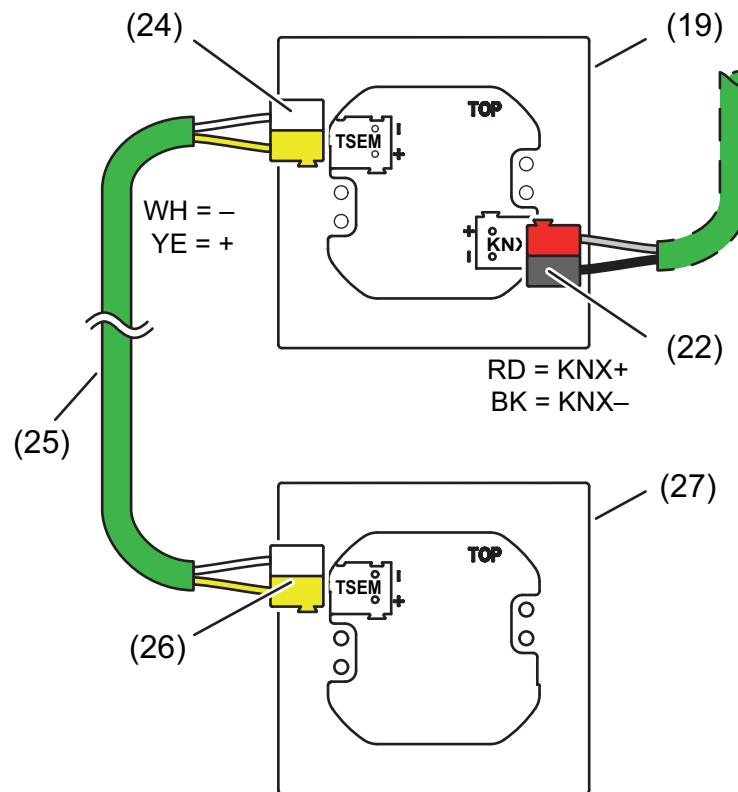 (24)
(19)
TOP
TSEM
-
+
WH = –
YE = +
+
-
KNX
(22)
RD = KNX+
BK = KNX–
(25)
(27)
TOP
TSEM
-
+
(26)